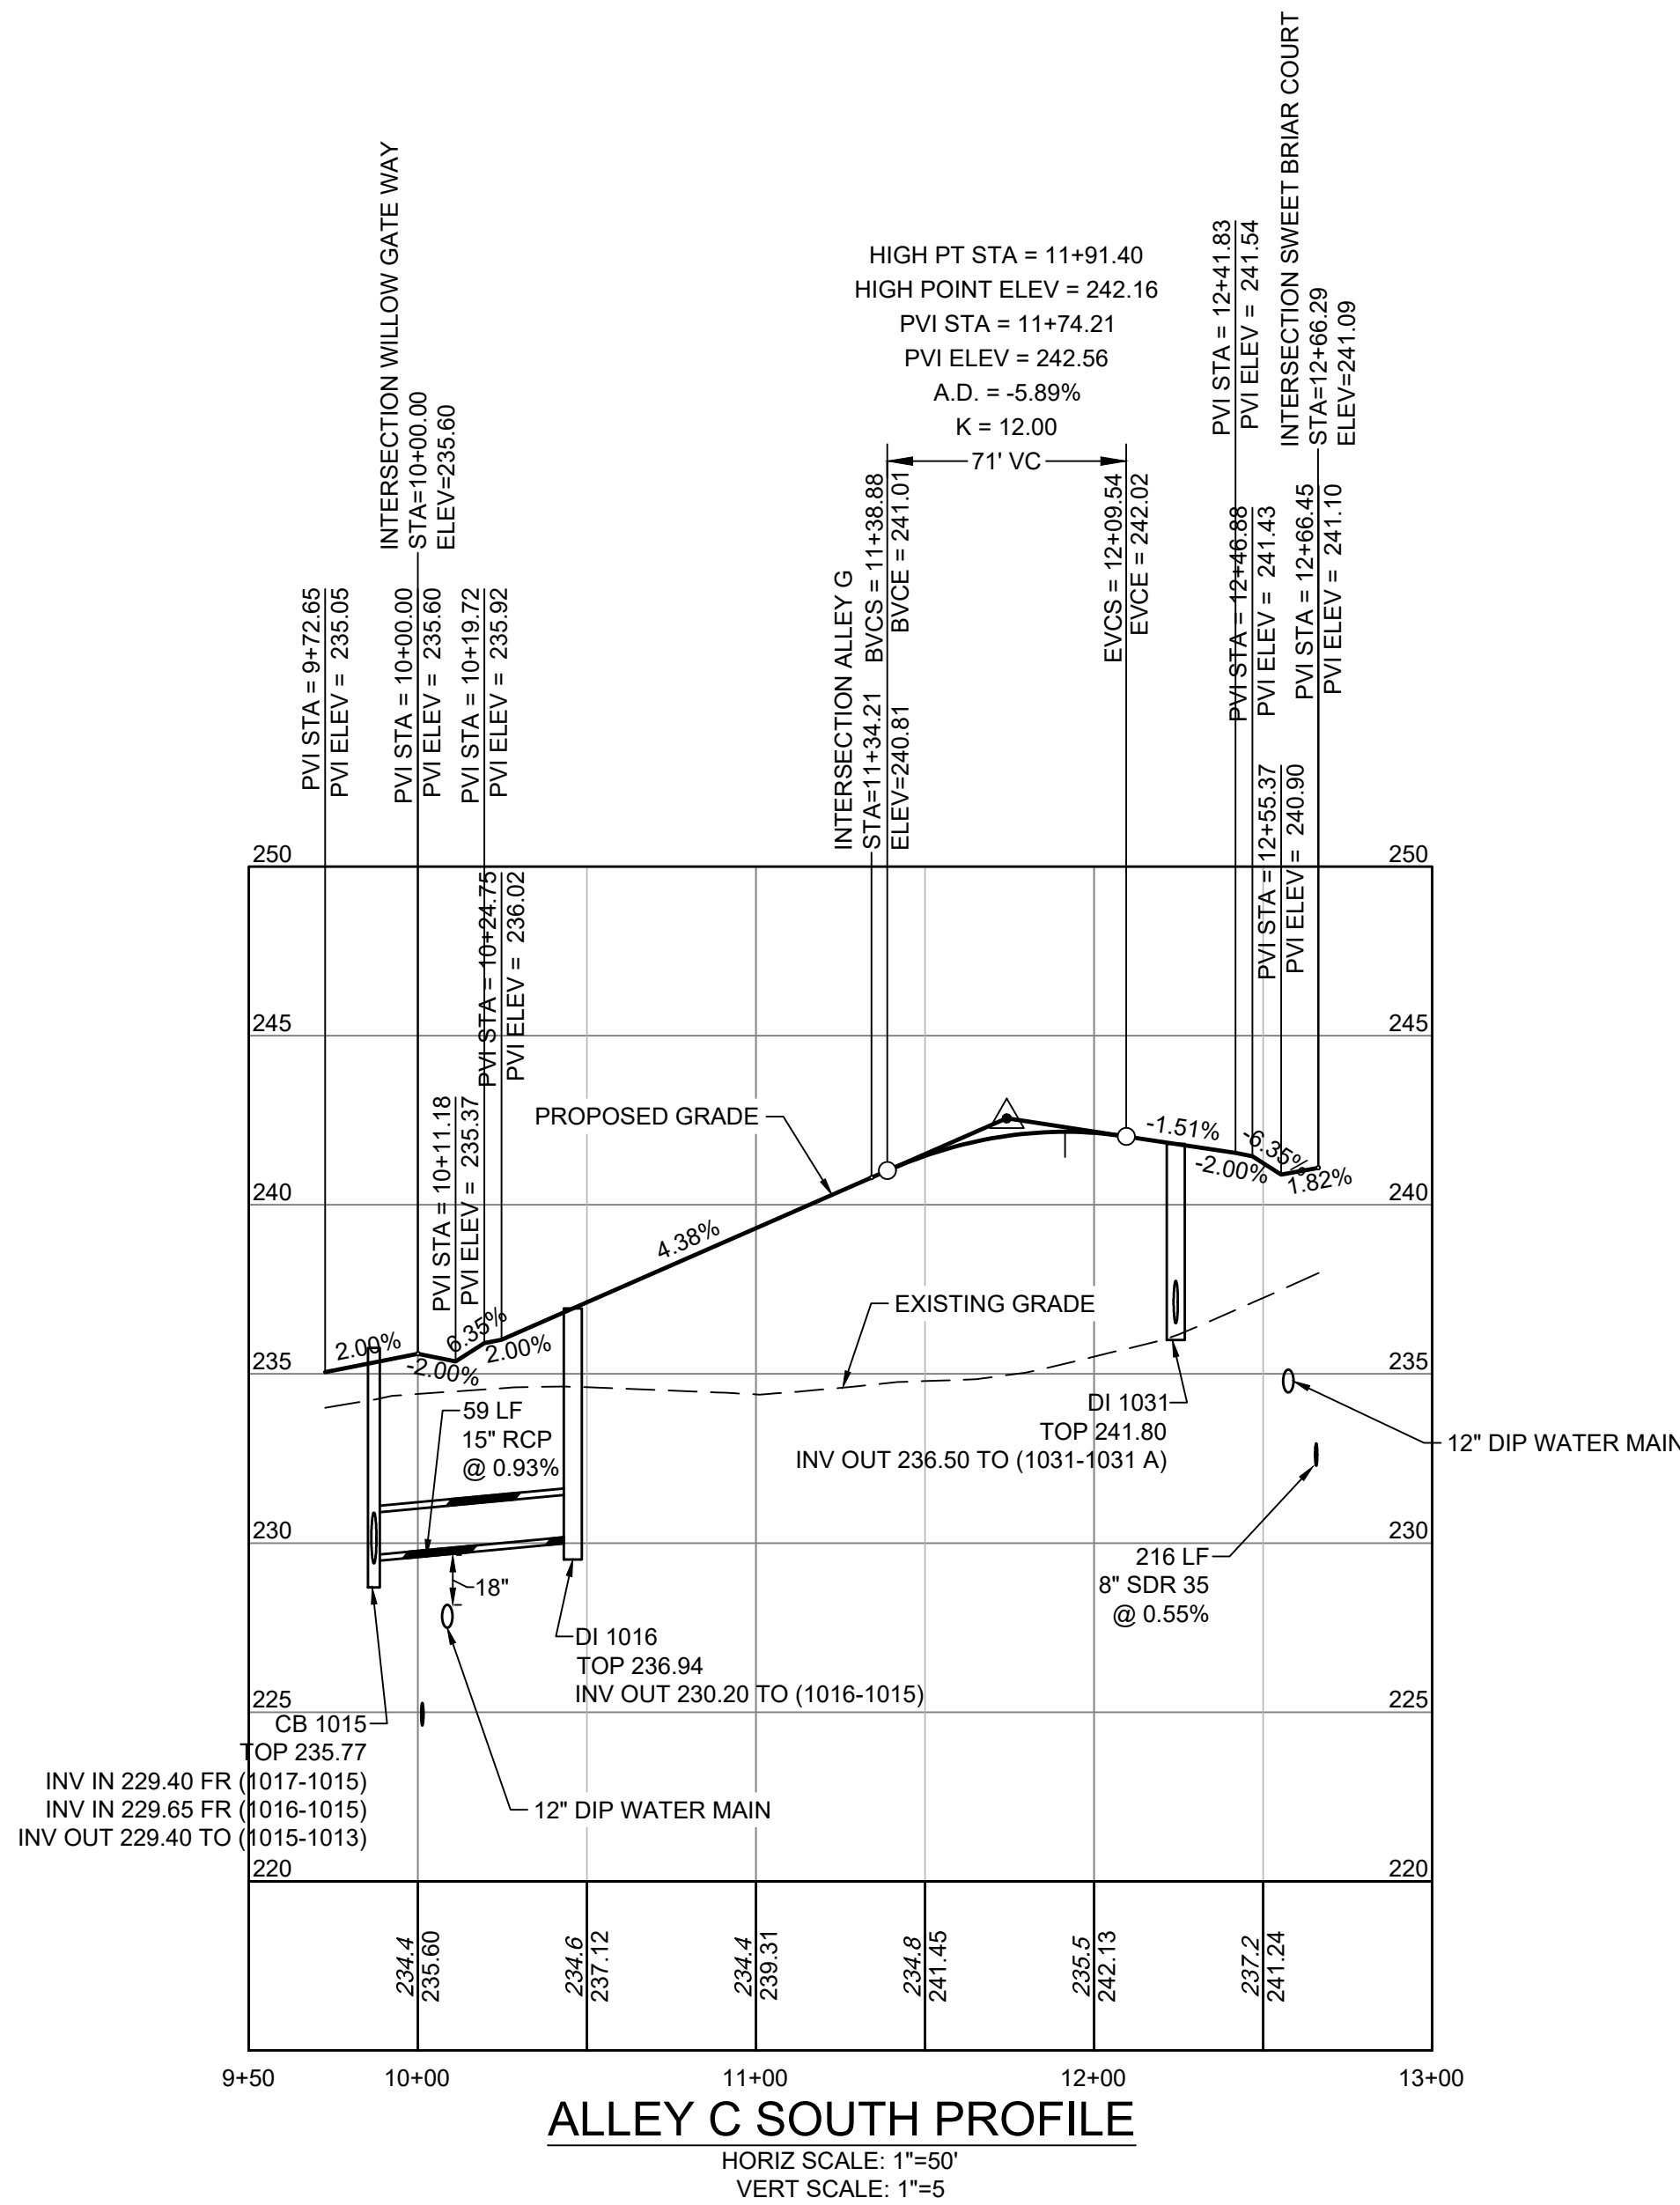 INTERSECTION WILLOW GATE WAY
STA=10+00.00
ELEV=235.60
PVI STA = 9+72.65
PVI ELEV = 235.05
PVI STA = 10+00.00
PVI ELEV = 235.60
PVI STA = 10+19.72
PVI ELEV = 235.92
PVI STA = 10+24.75
PVI ELEV = 236.02
PVI STA = 10+11.18
PVI ELEV = 235.37
HIGH PT STA = 11+91.40
HIGH POINT ELEV = 242.16
PVI STA = 11+74.21
PVI ELEV = 242.56
A.D. = -5.89%
K = 12.00
71' VC
INTERSECTION ALLEY G
STA=11+34.21
ELEV=240.81
BVCS = 11+38.88
BVCE = 241.01
EVCS = 12+09.54
EVCE = 242.02
PVI STA = 12+41.83
PVI ELEV = 241.54
PVI STA = 12+46.88
PVI ELEV = 241.43
INTERSECTION SWEET BRIAR COURT
STA=12+66.29
ELEV=241.09
PVI STA = 12+66.45
PVI ELEV = 241.10
PVI STA = 12+55.37
PVI ELEV = 240.90
250
250
245
245
PROPOSED GRADE
-1.51%
-6.35%
-2.00%
1.82%
240
240
4.38%
EXISTING GRADE
2.00%
-2.00%
6.35%
2.00%
235
235
59 LF
15" RCP
@ 0.93%
DI 1031
TOP 241.80
INV OUT 236.50 TO (1031-1031 A)
12" DIP WATER MAIN
230
230
18"
216 LF
8" SDR 35
@ 0.55%
DI 1016
TOP 236.94
INV OUT 230.20 TO (1016-1015)
225
225
CB 1015
TOP 235.77
INV IN 229.40 FR (1017-1015)
INV IN 229.65 FR (1016-1015)
INV OUT 229.40 TO (1015-1013)
12" DIP WATER MAIN
220
220
234.4
235.60
234.6
237.12
234.4
239.31
234.8
241.45
235.5
242.13
237.2
241.24
9+50
10+00
11+00
12+00
13+00
ALLEY C SOUTH PROFILE
HORIZ SCALE: 1"=50'
VERT SCALE: 1"=5